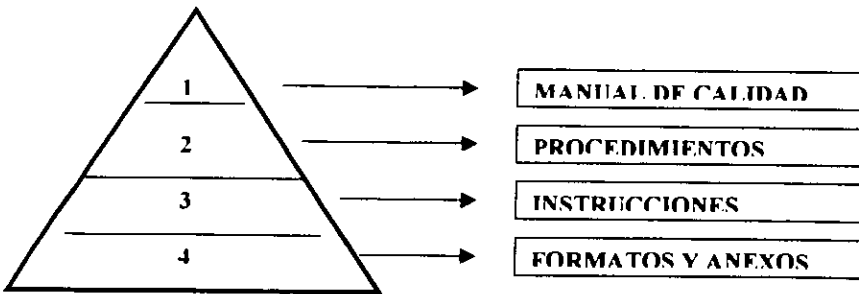 1 MANUAL DE CALIDAD
2 PROCEDIMIENTOS
3 INSTRUCCIONES
4 FORMATOS Y ANEXOS